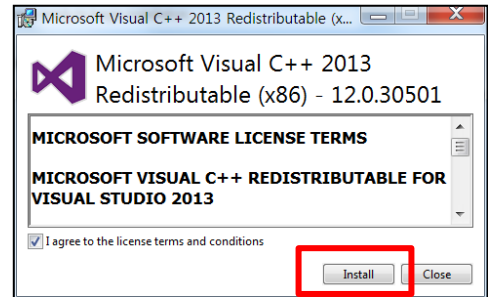 Microsoft Visual C++ 2013 Redistributable (x...
Microsoft Visual C++ 2013
Redistributable (x86) - 12.0.30501
MICROSOFT SOFTWARE LICENSE TERMS
MICROSOFT VISUAL C++ REDISTRIBUTABLE FOR
VISUAL STUDIO 2013
I agree to the license terms and conditions
Install Close